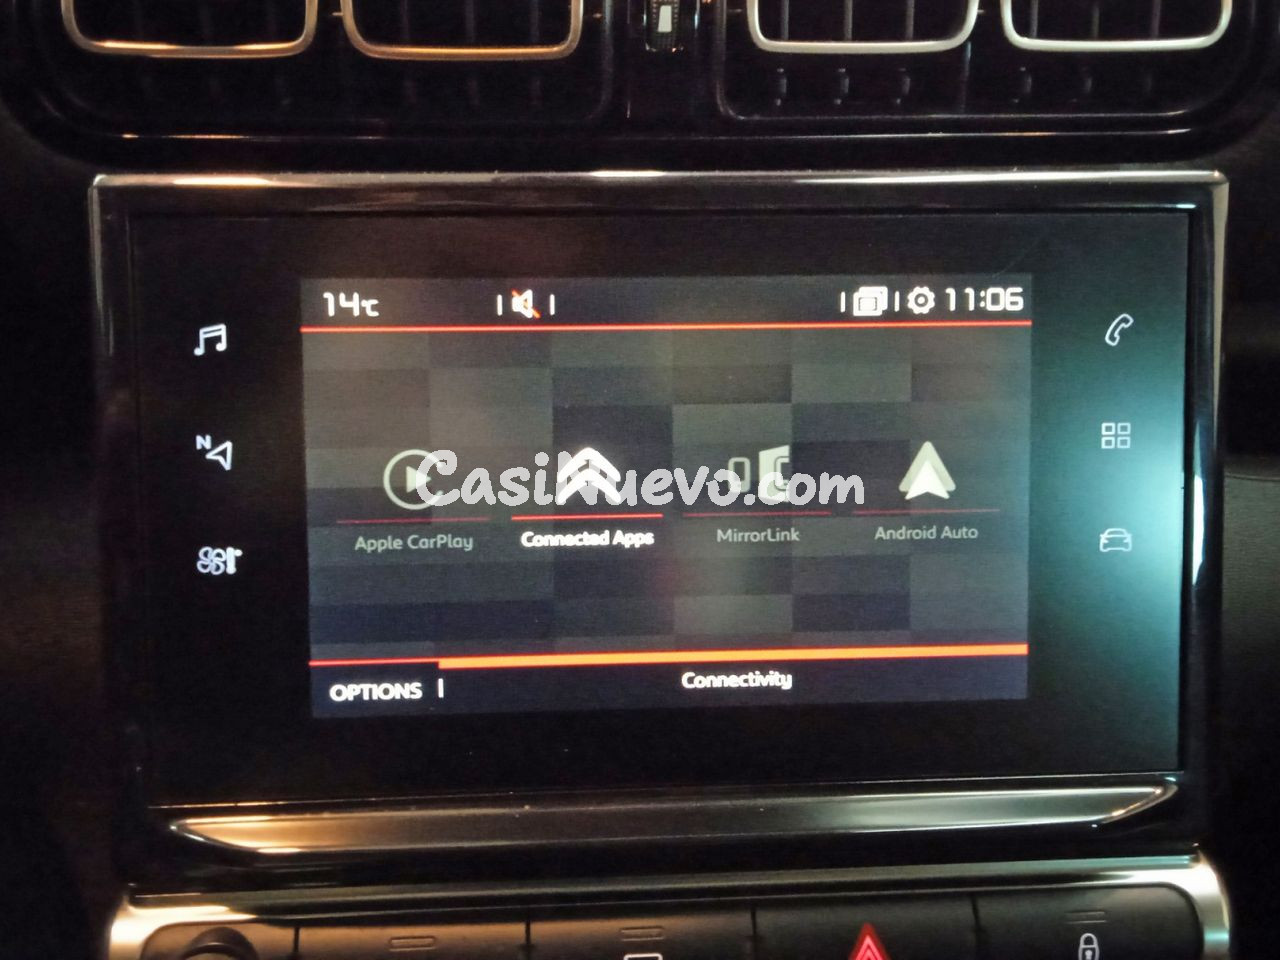 14°C
11:06
N
CasiNuevo.com
Apple CarPlay
Connected Apps
MirrorLink
Android Auto
OPTIONS
Connectivity